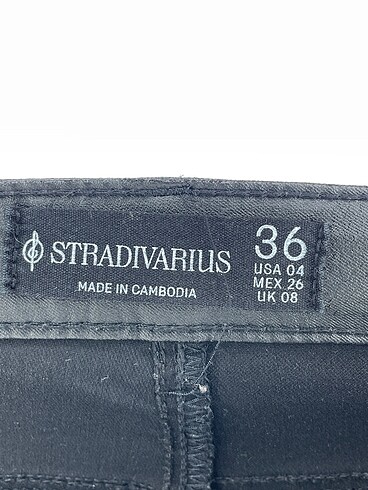 STRADIVARIUS
MADE IN CAMBODIA
36
USA 04
MEX 26
UK 08